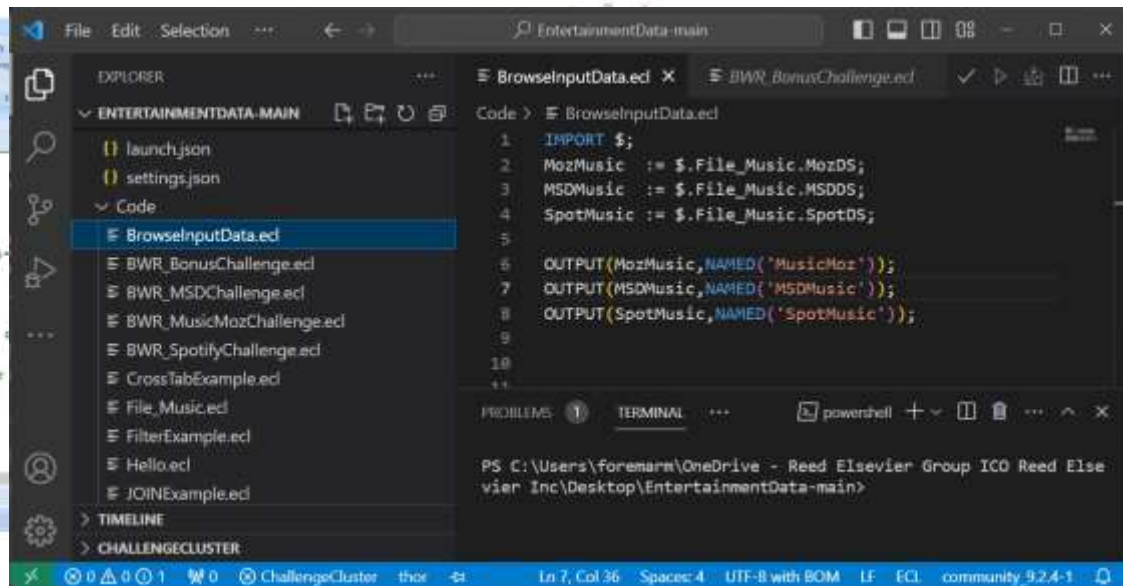 File Edit Selection ··· EntertainmentData-main
EXPLORER ···
ENTERTAINMENTDATA-MAIN
{} launch.json
{} settings.json
Code
BrowseInputData.ecl
BWR_BonusChallenge.ecl
BWR_MSDChallenge.ecl
BWR_MusicMozChallenge.ecl
BWR_SpotifyChallenge.ecl
CrossTabExample.ecl
File_Music.ecl
FilterExample.ecl
Hello.ecl
JOINExample.ecl
TIMELINE
CHALLENGECLUSTER
BrowseInputData.ecl BWR_BonusChallenge.ecl
Code > BrowseInputData.ecl
1 IMPORT $;
2 MozMusic := $.File_Music.MozDS;
3 MSDMusic := $.File_Music.MSDDS;
4 SpotMusic := $.File_Music.SpotDS;
5
6 OUTPUT(MozMusic,NAMED('MusicMoz'));
7 OUTPUT(MSDMusic,NAMED('MSDMusic'));
8 OUTPUT(SpotMusic,NAMED('SpotMusic'));
9
10
11
PROBLEMS 1 TERMINAL ··· powershell
PS C:\Users\foremarm\OneDrive - Reed Elsevier Group ICO Reed Else
vier Inc\Desktop\EntertainmentData-main>
0 0 1 0 ChallengeCluster thor Ln 7, Col 36 Spaces: 4 UTF-8 with BOM LF ECL community_9.2.4-1